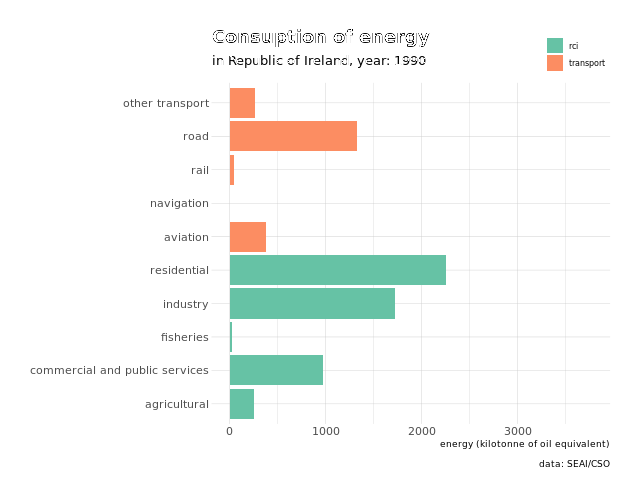 Consuption of energy
in Republic of Ireland, year: 1990
rci
transport
other transport
road
rail
navigation
aviation
residential
industry
fisheries
commercial and public services
agricultural
0 1000 2000 3000
energy (kilotonne of oil equivalent)
data: SEAI/CSO